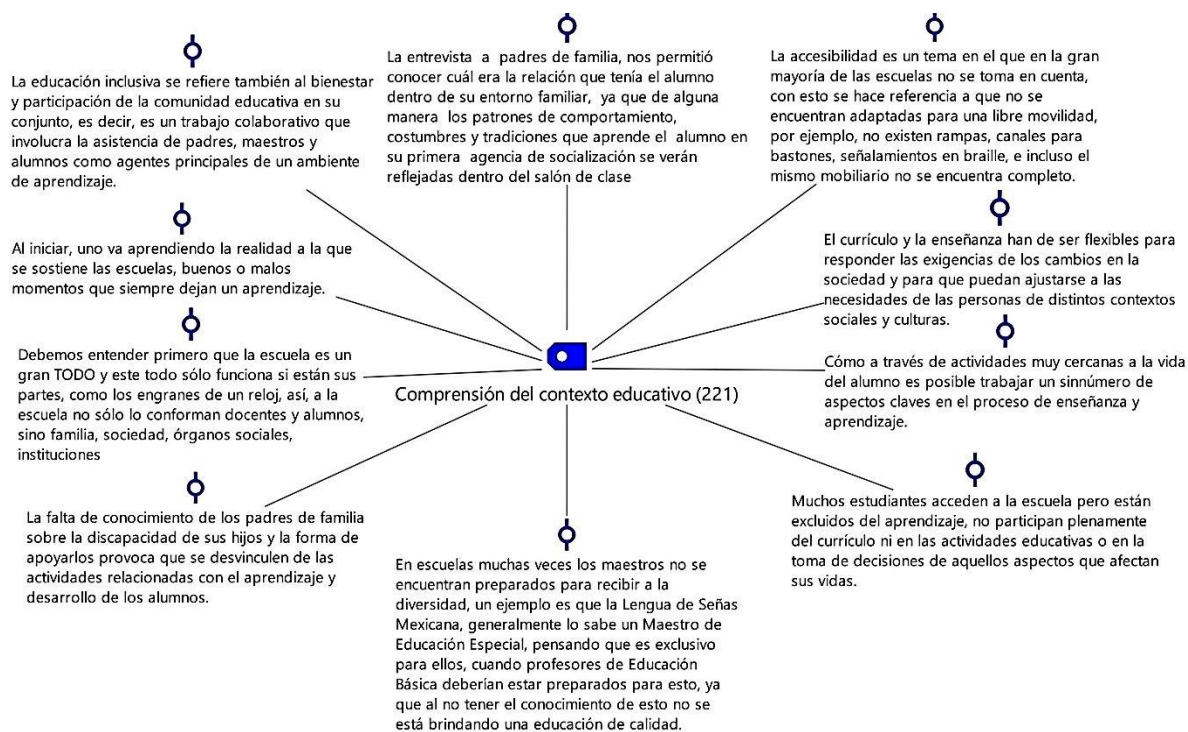 La educación inclusiva se refiere también al bienestar
y participación de la comunidad educativa en su
conjunto, es decir, es un trabajo colaborativo que
involucra la asistencia de padres, maestros y
alumnos como agentes principales de un ambiente
de aprendizaje.
La entrevista a padres de familia, nos permitió
conocer cuál era la relación que tenía el alumno
dentro de su entorno familiar, ya que de alguna
manera los patrones de comportamiento,
costumbres y tradiciones que aprende el alumno en
su primera agencia de socialización se verán
reflejadas dentro del salón de clase
La accesibilidad es un tema en el que en la gran
mayoría de las escuelas no se toma en cuenta,
con esto se hace referencia a que no se
encuentran adaptadas para una libre movilidad,
por ejemplo, no existen rampas, canales para
bastones, señalamientos en braille, e incluso el
mismo mobiliario no se encuentra completo.
Al iniciar, uno va aprendiendo la realidad a la que
se sostiene las escuelas, buenos o malos
momentos que siempre dejan un aprendizaje.
El currículo y la enseñanza han de ser flexibles para
responder las exigencias de los cambios en la
sociedad y para que puedan ajustarse a las
necesidades de las personas de distintos contextos
sociales y culturas.
Debemos entender primero que la escuela es un
gran TODO y este todo sólo funciona si están sus
partes, como los engranes de un reloj, así, a la
escuela no sólo lo conforman docentes y alumnos,
sino familia, sociedad, órganos sociales,
instituciones
Comprensión del contexto educativo (221)
Cómo a través de actividades muy cercanas a la vida
del alumno es posible trabajar un sinnúmero de
aspectos claves en el proceso de enseñanza y
aprendizaje.
La falta de conocimiento de los padres de familia
sobre la discapacidad de sus hijos y la forma de
apoyarlos provoca que se desvinculen de las
actividades relacionadas con el aprendizaje y
desarrollo de los alumnos.
En escuelas muchas veces los maestros no se
encuentran preparados para recibir a la
diversidad, un ejemplo es que la Lengua de Señas
Mexicana, generalmente lo sabe un Maestro de
Educación Especial, pensando que es exclusivo
para ellos, cuando profesores de Educación
Básica deberían estar preparados para esto, ya
que al no tener el conocimiento de esto no se
está brindando una educación de calidad.
Muchos estudiantes acceden a la escuela pero están
excluidos del aprendizaje, no participan plenamente
del currículo ni en las actividades educativas o en la
toma de decisiones de aquellos aspectos que afectan
sus vidas.